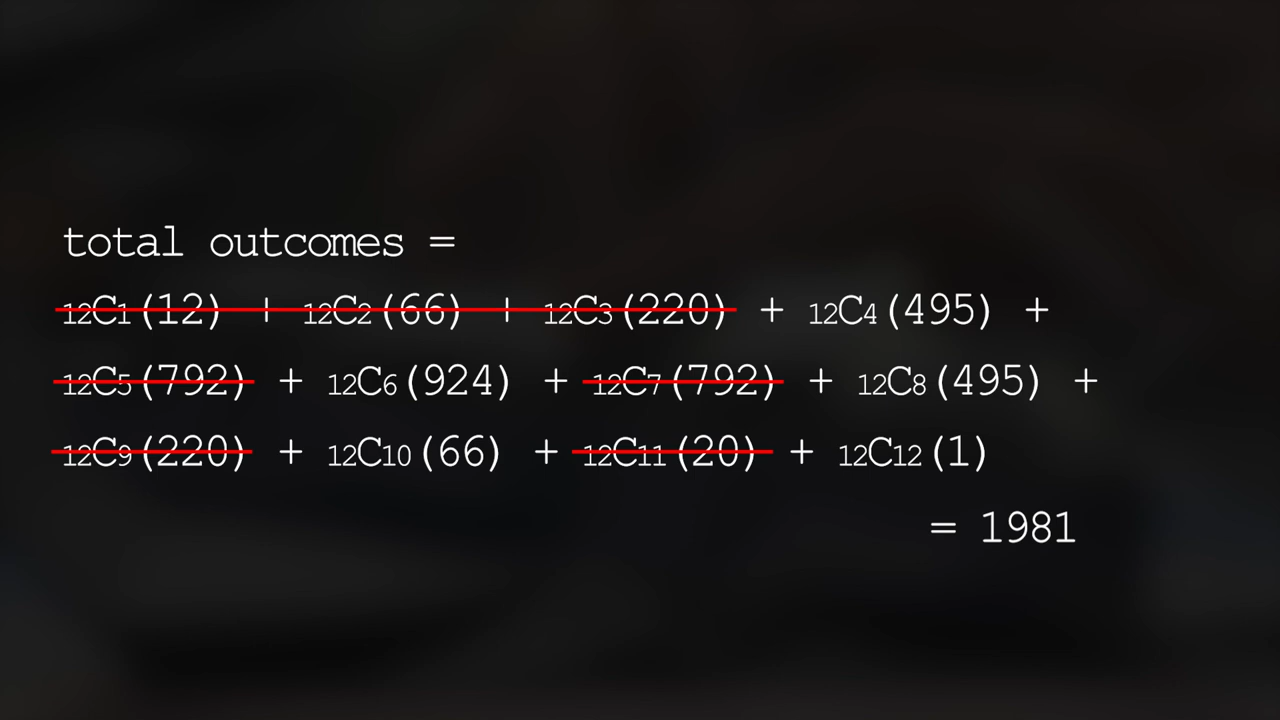 total outcomes =
12C1(12) + 12C2(66) + 12C3(220) + 12C4(495) +
12C5(792) + 12C6(924) + 12C7(792) + 12C8(495) +
12C9(220) + 12C10(66) + 12C11(20) + 12C12(1)
= 1981